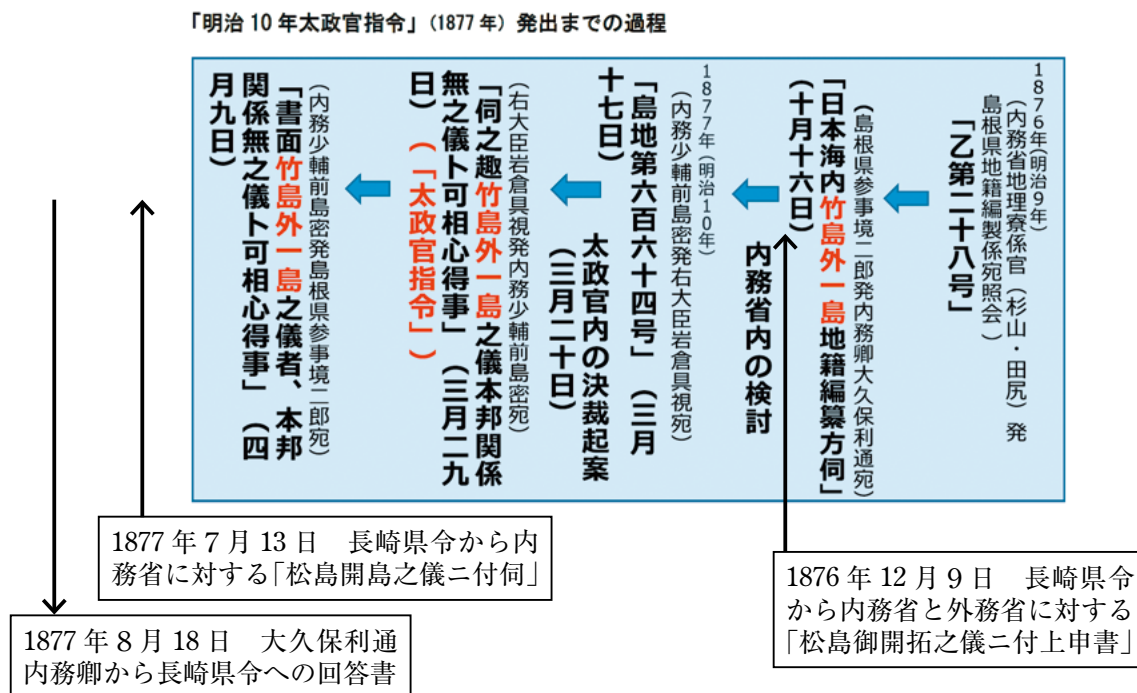 「明治10年太政官指令」(1877年) 発出までの過程
1876年(明治9年)
(内務省地理寮係官(杉山・田尻)発
島根県地籍編製係宛照会)
「乙第二十八号」
(島根県参事境二郎発内務卿大久保利通宛)
「日本海内竹島外一島地籍編纂方伺」
(十月十六日)
内務省内の検討
1877年(明治10年)
(内務少輔前島密発右大臣岩倉具視宛)
「島地第六百六十四号」(三月
十七日)
太政官内の決裁起案
(三月二十日)
(右大臣岩倉具視発内務少輔前島密宛)
「伺之趣竹島外一島之儀本邦関係
無之儀ト可相心得事」(三月二九
日)(「太政官指令」)
(内務少輔前島密発島根県参事境二郎宛)
「書面竹島外一島之儀者、本邦
関係無之儀ト可相心得事」(四
月九日)
1877年7月13日 長崎県令から内
務省に対する「松島開島之儀ニ付伺」
1877年8月18日 大久保利通
内務卿から長崎県令への回答書
1876年12月9日 長崎県令
から内務省と外務省に対する
「松島御開拓之儀ニ付上申書」